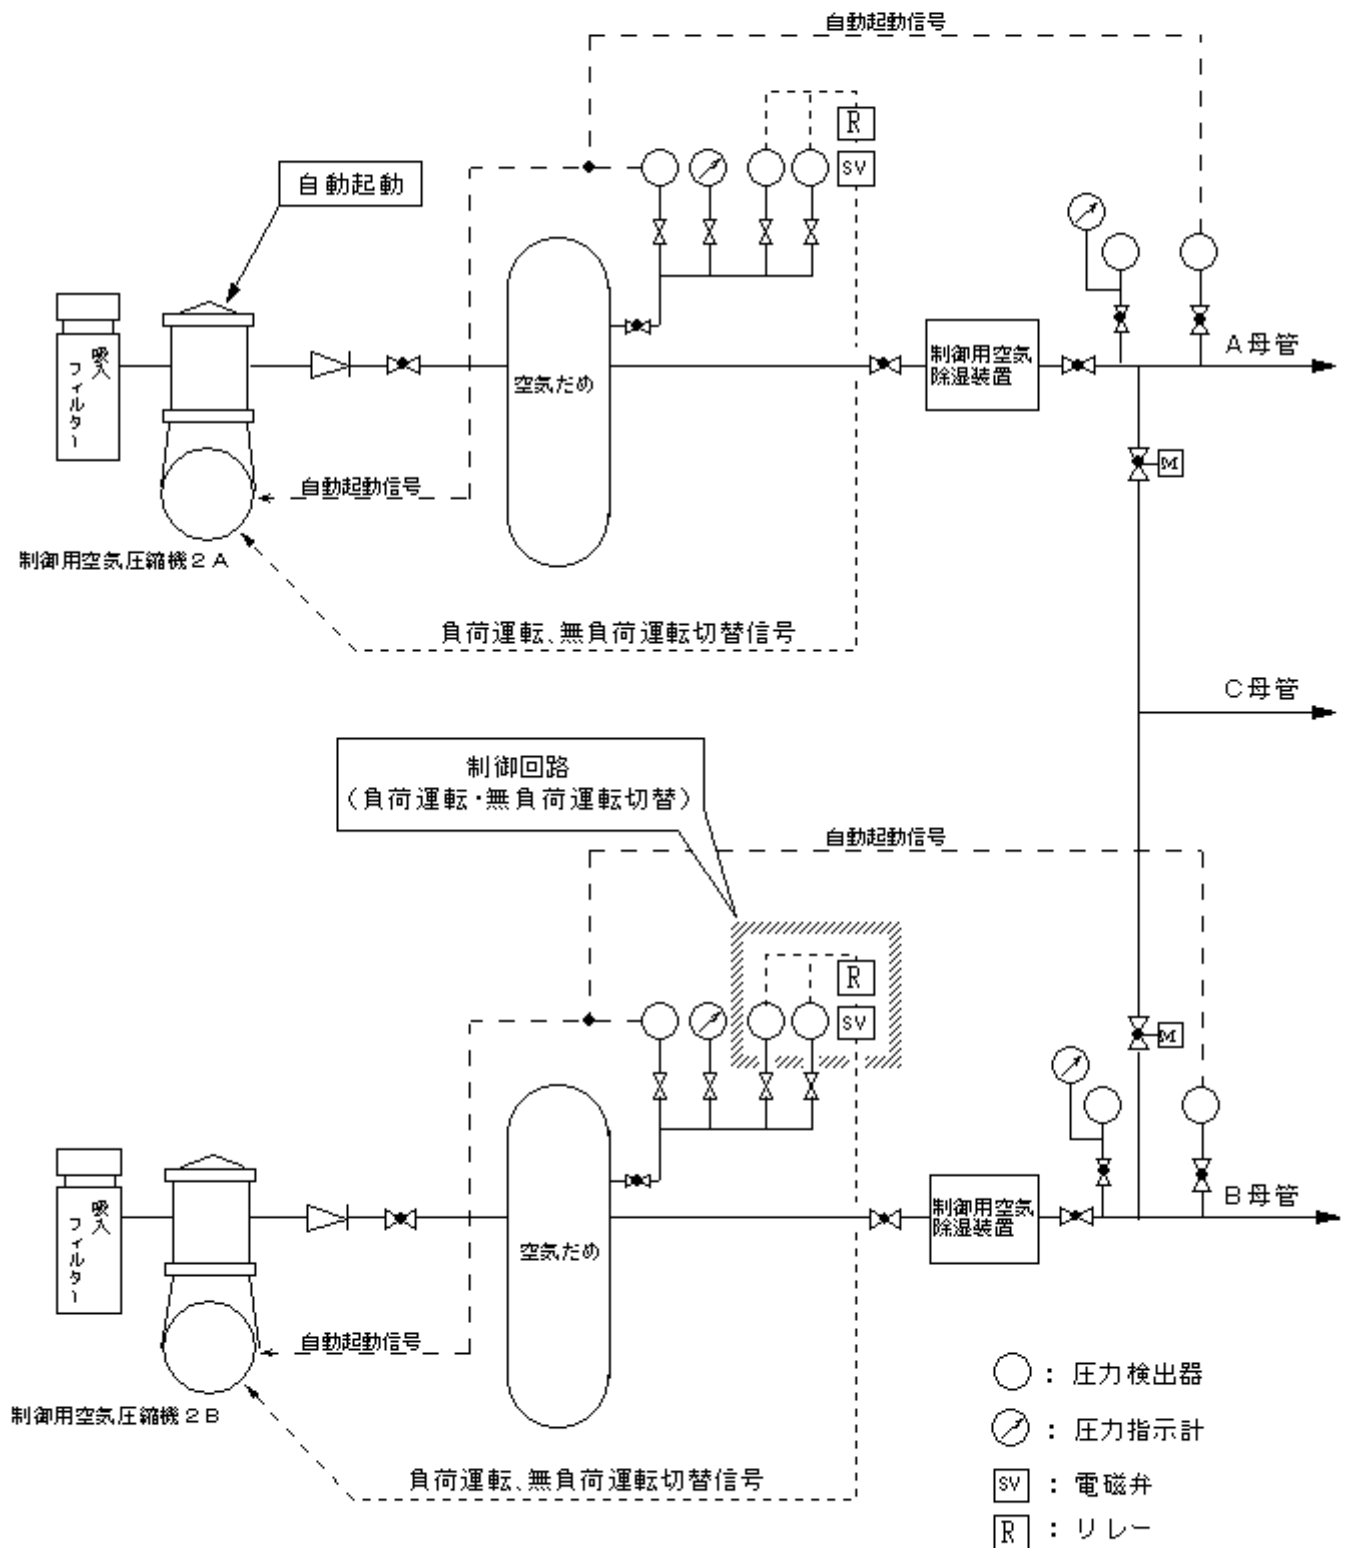 自動起動信号
R
SV
自動起動
吸入
フィルター
空気だめ
制御用空気
除湿装置
A母管
M
自動起動信号
制御用空気圧縮機2A
負荷運転、無負荷運転切替信号
C母管
制御回路
(負荷運転・無負荷運転切替)
自動起動信号
R
SV
M
吸入
フィルター
空気だめ
制御用空気
除湿装置
B母管
自動起動信号
制御用空気圧縮機2B
負荷運転、無負荷運転切替信号
:圧力検出器
:圧力指示計
SV:電磁弁
R:リレー